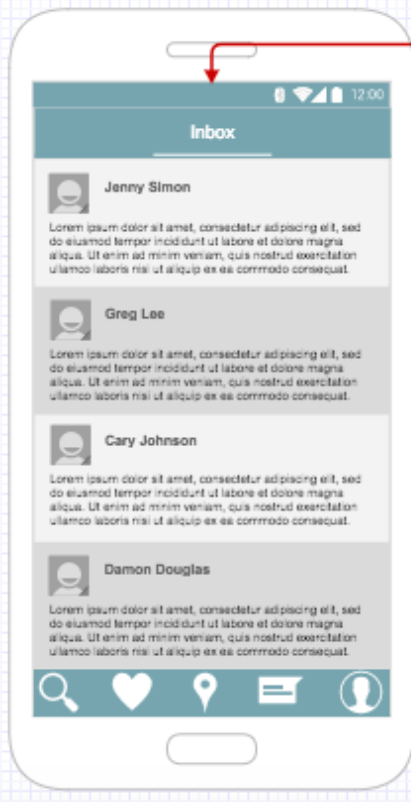 12:00
Inbox
Jenny Simon
Lorem ipsum dolor sit amet, consectetur adipiscing elit, sed
do eiusmod tempor incididunt ut labore et dolore magna
aliqua. Ut enim ad minim veniam, quis nostrud exercitation
ullamco laboris nisi ut aliquip ex ea commodo consequat.
Greg Lee
Lorem ipsum dolor sit amet, consectetur adipiscing elit, sed
do eiusmod tempor incididunt ut labore et dolore magna
aliqua. Ut enim ad minim veniam, quis nostrud exercitation
ullamco laboris nisi ut aliquip ex ea commodo consequat.
Cary Johnson
Lorem ipsum dolor sit amet, consectetur adipiscing elit, sed
do eiusmod tempor incididunt ut labore et dolore magna
aliqua. Ut enim ad minim veniam, quis nostrud exercitation
ullamco laboris nisi ut aliquip ex ea commodo consequat.
Damon Douglas
Lorem ipsum dolor sit amet, consectetur adipiscing elit, sed
do eiusmod tempor incididunt ut labore et dolore magna
aliqua. Ut enim ad minim veniam, quis nostrud exercitation
ullamco laboris nisi ut aliquip ex ea commodo consequat.